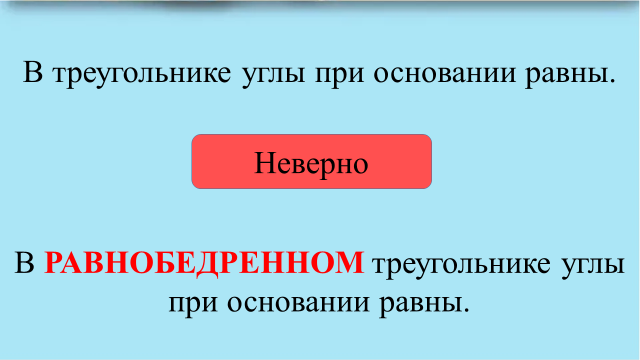 В треугольнике углы при основании равны.
Неверно
В РАВНОБЕДРЕННОМ треугольнике углы
при основании равны.